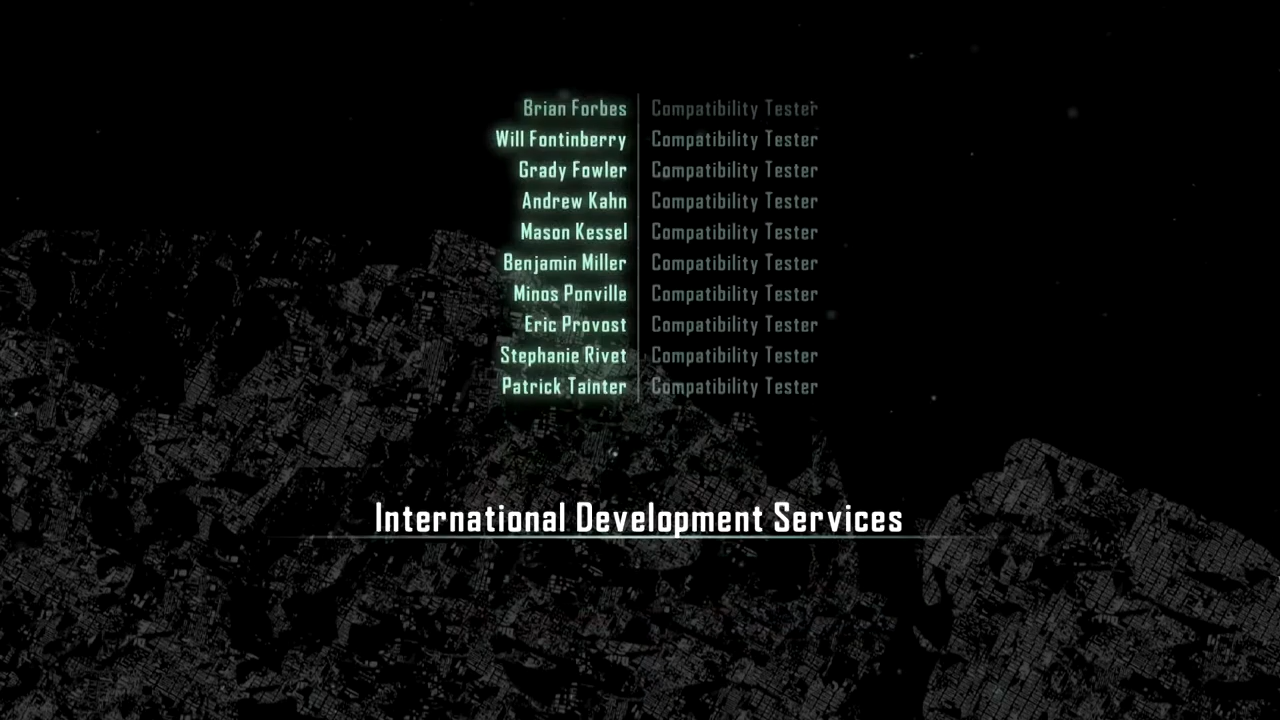 Brian Forbes Compatibility Tester
Will Fontinberry Compatibility Tester
Grady Fowler Compatibility Tester
Andrew Kahn Compatibility Tester
Mason Kessel Compatibility Tester
Benjamin Miller Compatibility Tester
Minos Ponville Compatibility Tester
Eric Provost Compatibility Tester
Stephanie Rivet Compatibility Tester
Patrick Tainter Compatibility Tester
International Development Services